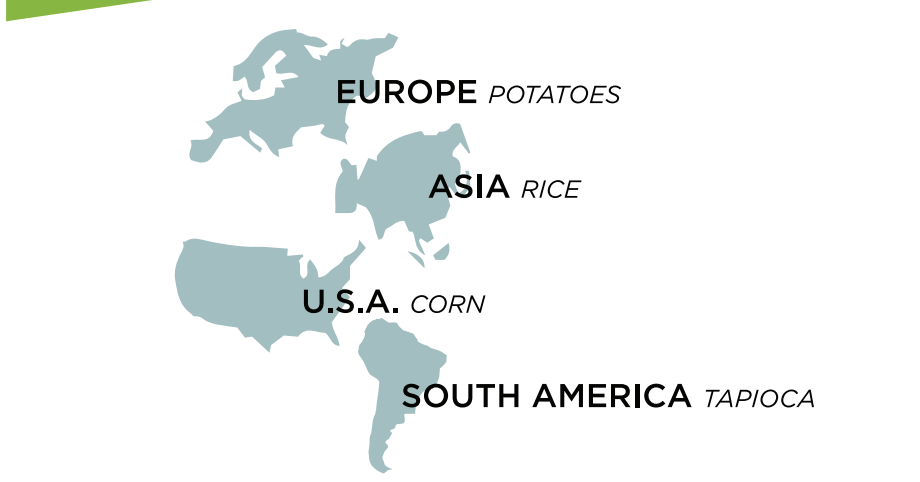 EUROPE POTATOES
ASIA RICE
U.S.A. CORN
SOUTH AMERICA TAPIOCA